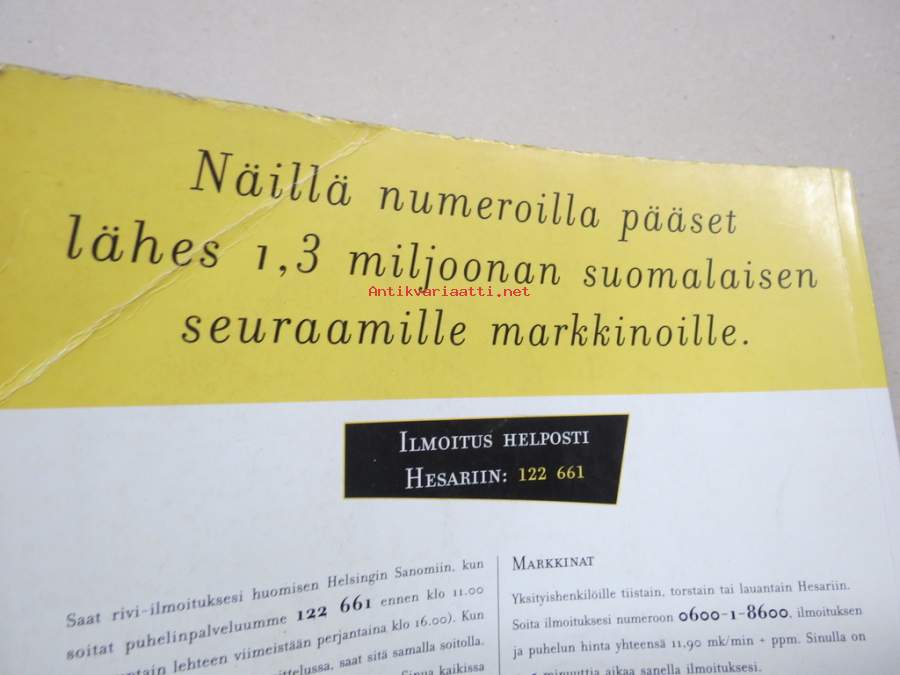 Näillä numeroilla pääset
lähes 1,3 miljoonan suomalaisen
Antikvariaatti.net
seuraamille markkinoille.
ILMOITUS HELPOSTI
HESARIIN: 122 661
Saat rivi-ilmoituksesi huomisen Helsingin Sanomiin, kun
soitat puhelinpalveluumme 122 661 ennen klo 11.00
lehteen viimeistään perjantaina klo 16.00). Kun
saat sitä samalla soitolla.
kaikissa
MARKKINAT
Yksityishenkilöille tiistain, torstain tai lauantain Hesariin.
Soita ilmoituksesi numeroon 0600-1-8600, ilmoituksen
ja puhelun hinta yhteensä 11,90 mk/min + ppm. Sinulla on
minuuttia aikaa sanella ilmoituksesi.